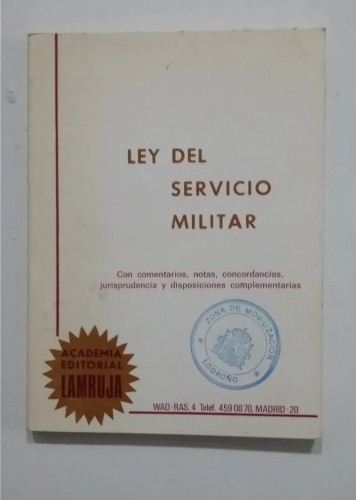 LEY DEL
SERVICIO
MILITAR
Con comentarios, notas, concordancias,
jurisprudencia y disposiciones complementarias
ZONA DE MOVILIZACION
LOGROÑO
ACADEMIA
EDITORIAL
LAMRUJA
WAD-RAS, 4 Teléf. 459 08 70, MADRID-20